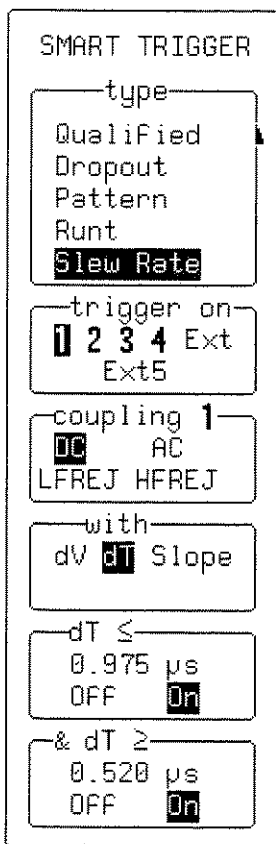 SMART TRIGGER
type
Qualified
Dropout
Pattern
Runt
Slew Rate
trigger on
1 2 3 4 Ext
Ext5
coupling 1
DC AC
LFREJ HFREJ
with
dV dT Slope
dT ≤
0.975 µs
OFF On
& dT ≥
0.520 µs
OFF On